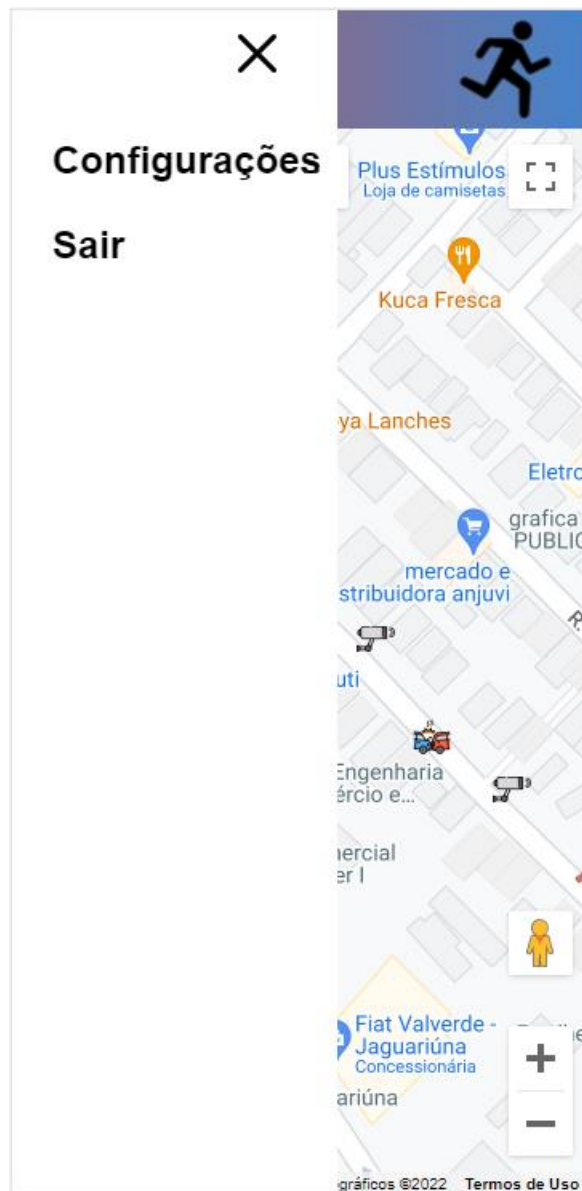 Configurações
Sair
Plus Estímulos
Loja de camisetas
Kuca Fresca
ya Lanches
Eletro
grafica
PUBLIC
mercado e
stribuidora anjuvi
R.
uti
Engenharia
ércio e...
ercial
er I
Fiat Valverde -
Jaguariúna
Concessionária
ariúna
gráficos ©2022
Termos de Uso